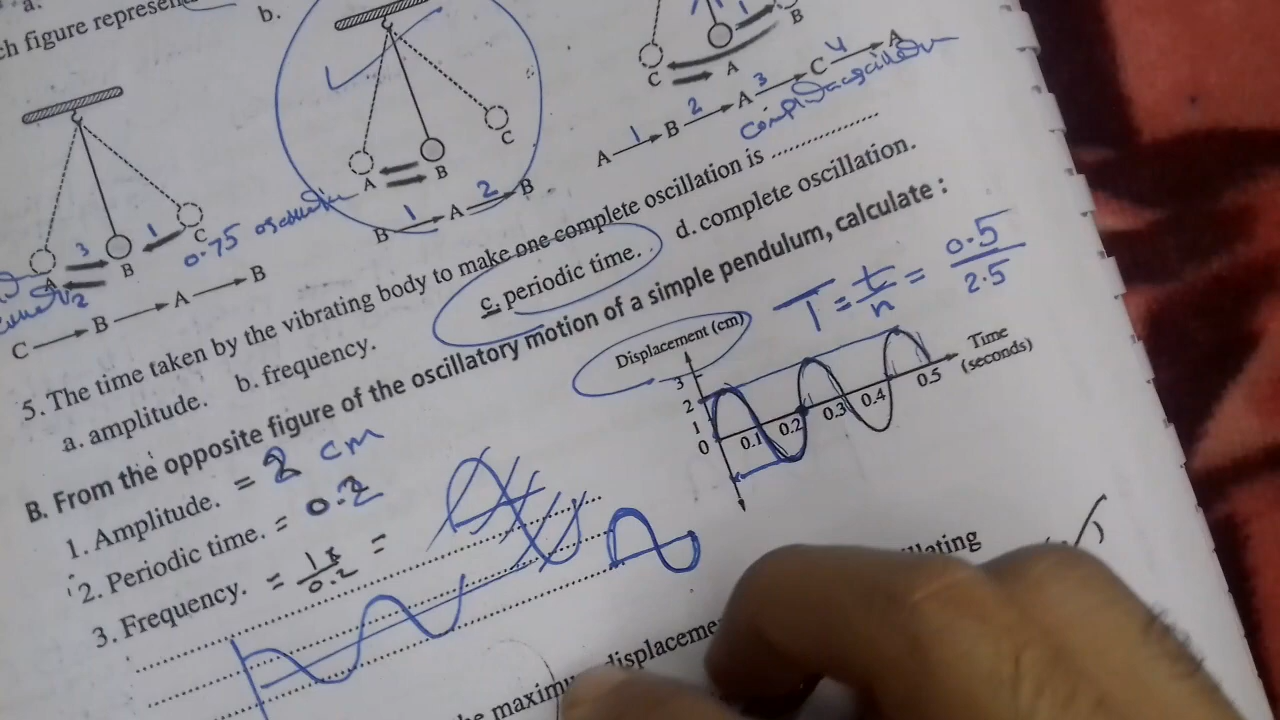 a.
ch figure represen
b.
B
C
A
A
B
C
A
B
C
3
1
2
0.75
B 1 A 2 B
A 1 B 2 A 3 C 4 A
C B A B
5. The time taken by the vibrating body to make one complete oscillation is ....................
a. amplitude.
b. frequency.
c. periodic time.
d. complete oscillation.
B. From the opposite figure of the oscillatory motion of a simple pendulum, calculate :
1. Amplitude. = 2 cm
2. Periodic time. = 0.2
3. Frequency. = 1 / 0.2 =
T = t/n = 0.5/2.5
Displacement (cm)
3
2
1
0
0.1
0.2
0.3
0.4
0.5
Time
(seconds)
llating
displaceme
he maximu